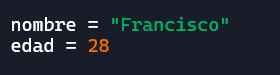 nombre = "Francisco"
edad = 28